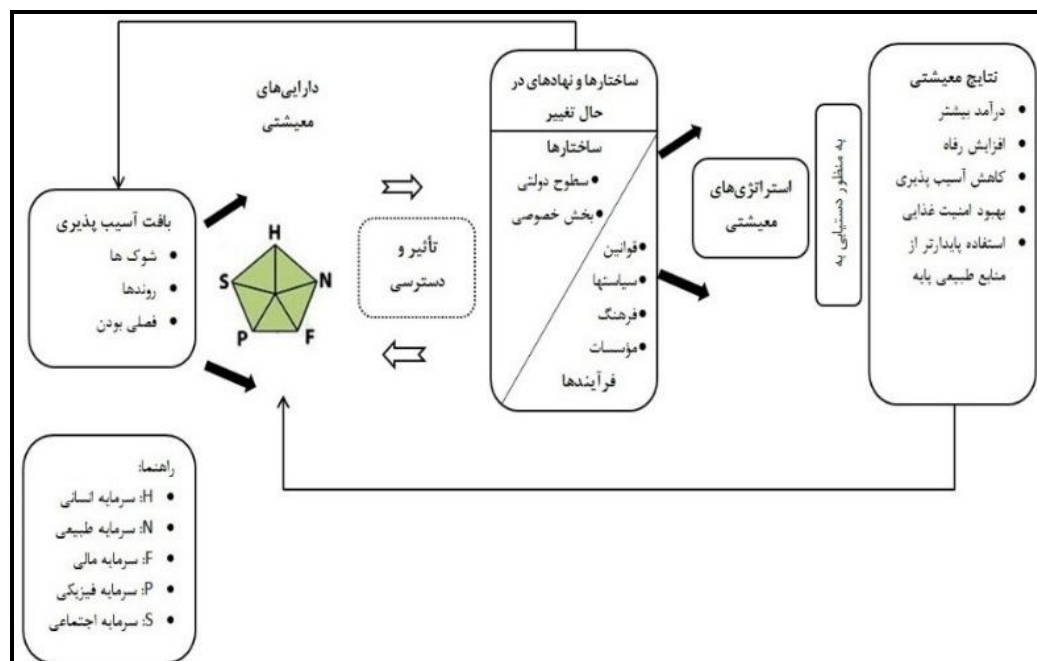 دارایی‌های
معیشتی
ساختارها و نهادهای در
حال تغییر
ساختارها
•سطوح دولتی
•بخش خصوصی
•قوانین
•سیاستها
•فرهنگ
•مؤسسات
فرآیندها
نتایج معیشتی
• درآمد بیشتر
• افزایش رفاه
• کاهش آسیب پذیری
• بهبود امنیت غذایی
• استفاده پایدارتر از
منابع طبیعی پایه
به منظور دستیابی به
استراتژی‌های
معیشتی
تأثیر و
دسترسی
بافت آسیب پذیری
• شوک ها
• روندها
• فصلی بودن
H
S
N
P
F
راهنما:
• H: سرمایه انسانی
• N: سرمایه طبیعی
• F: سرمایه مالی
• P: سرمایه فیزیکی
• S: سرمایه اجتماعی